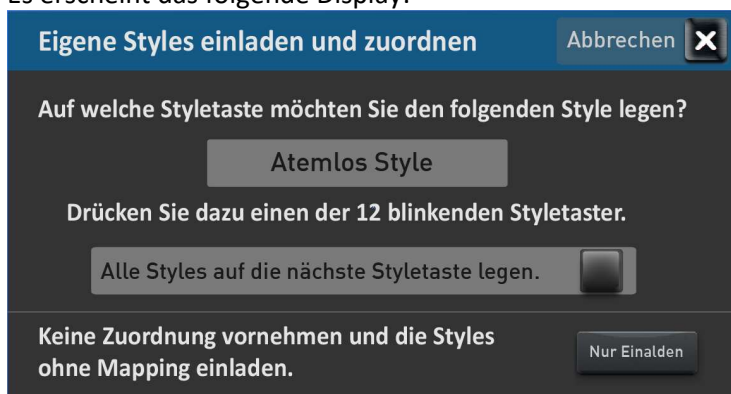 Es erscheint das folgende Display:
Eigene Styles einladen und zuordnen
Abbrechen X
Auf welche Styletaste möchten Sie den folgenden Style legen?
Atemlos Style
Drücken Sie dazu einen der 12 blinkenden Styletaster.
Alle Styles auf die nächste Styletaste legen.
Keine Zuordnung vornehmen und die Styles
ohne Mapping einladen.
Nur Einalden